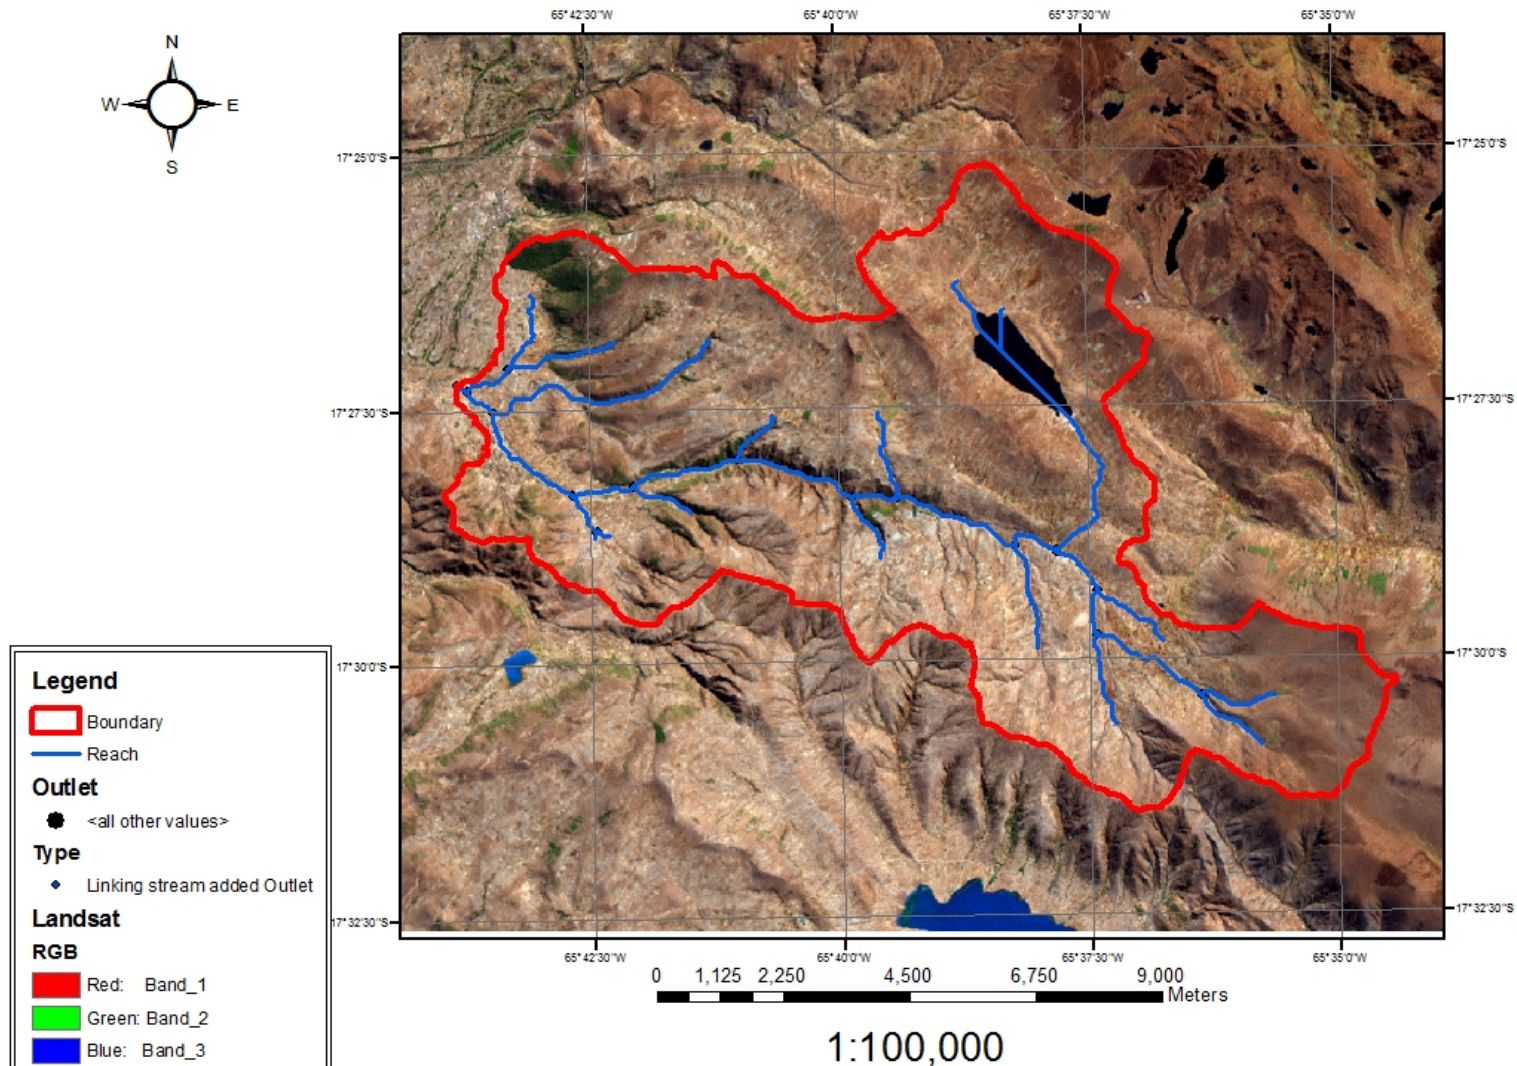 65°42'30"W 65°40'0"W 65°37'30"W 65°35'0"W
N
W E
S
17°25'0"S 17°25'0"S
17°27'30"S 17°27'30"S
17°30'0"S 17°30'0"S
17°32'30"S 17°32'30"S
65°42'30"W 65°40'0"W 65°37'30"W 65°35'0"W
Legend
Boundary
Reach
Outlet
<all other values>
Type
Linking stream added Outlet
Landsat
RGB
Red: Band_1
Green: Band_2
Blue: Band_3
0 1,125 2,250 4,500 6,750 9,000
Meters
1:100,000